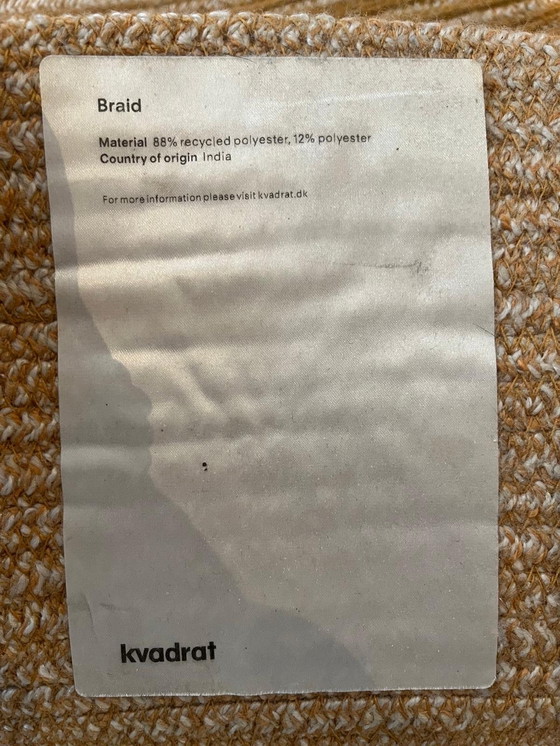 Braid
Material 88% recycled polyester, 12% polyester
Country of origin India
For more information please visit kvadrat.dk
kvadrat